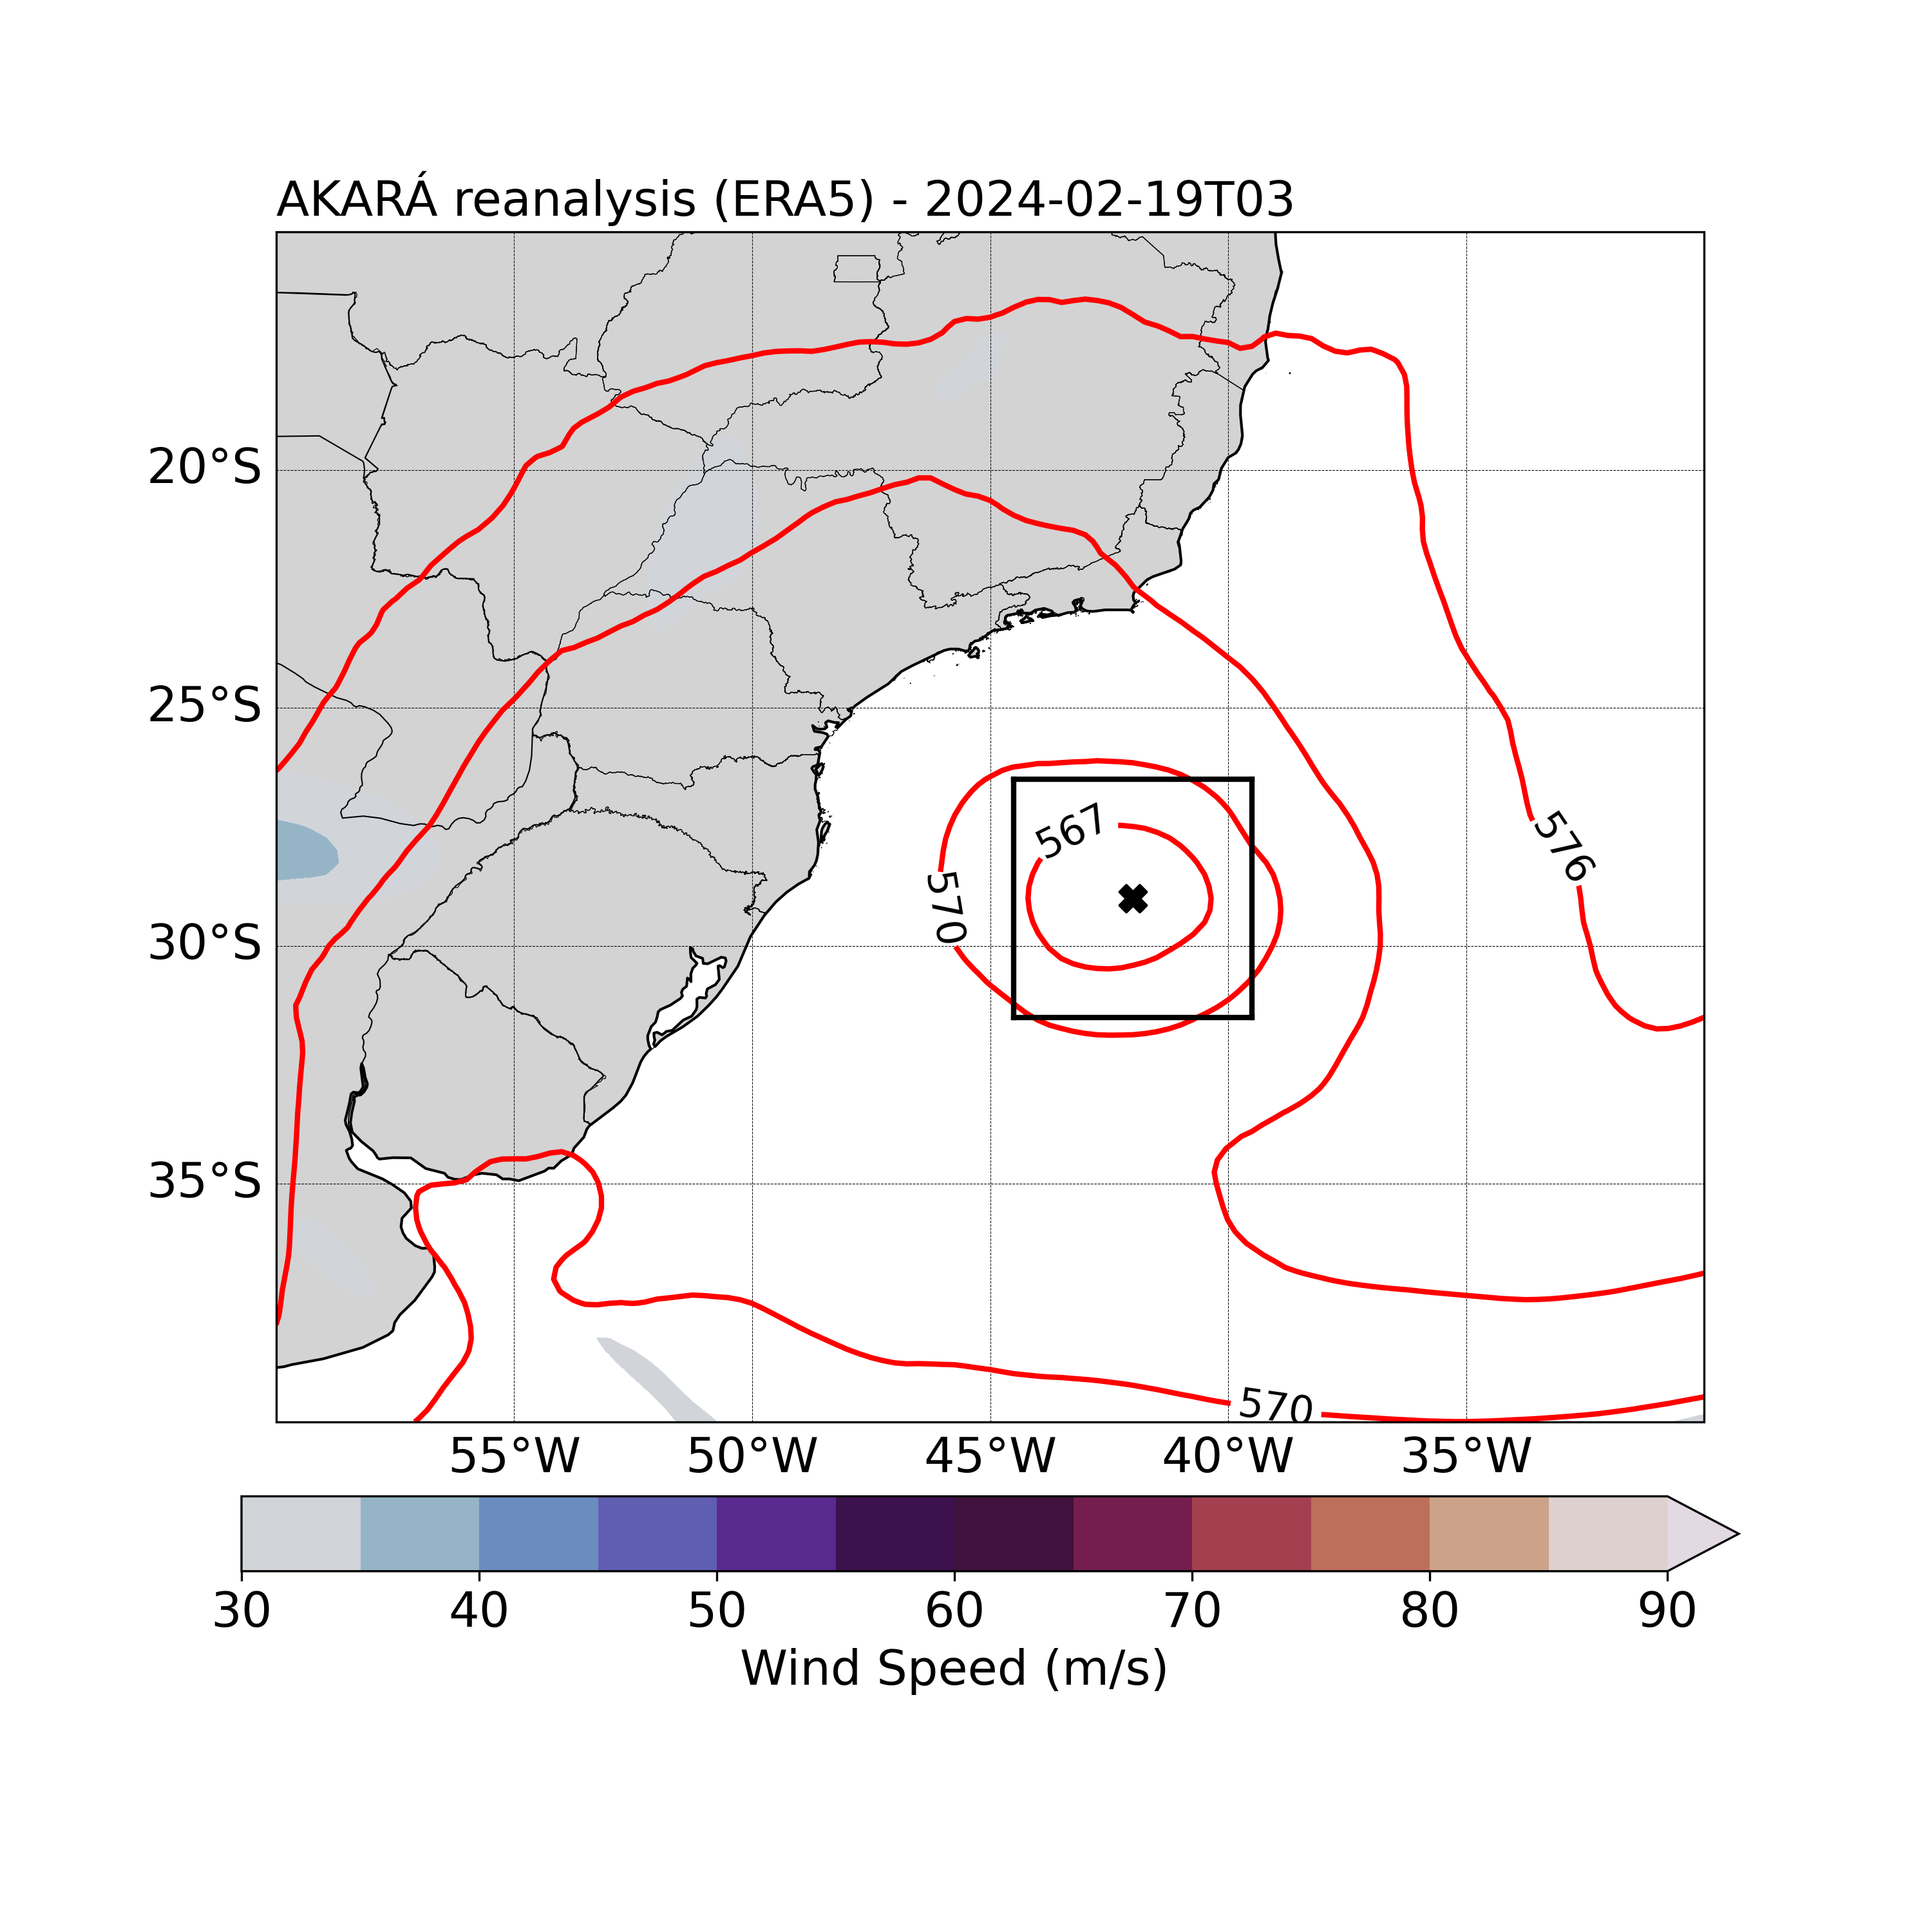 AKARÁ reanalysis (ERA5) - 2024-02-19T03
20°S
25°S
567
576
570
30°S
35°S
570
55°W 50°W 45°W 40°W 35°W
30 40 50 60 70 80 90
Wind Speed (m/s)